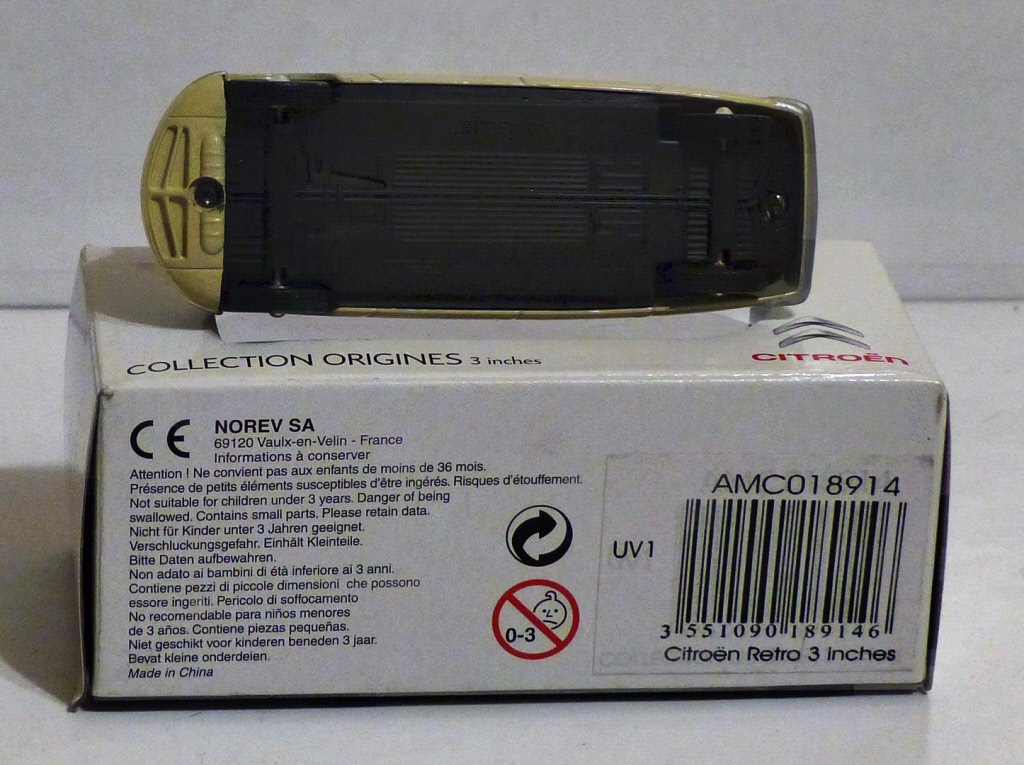 COLLECTION ORIGINES 3 inches
CITROËN
CE
NOREV SA
69120 Vaulx-en-Velin - France
Informations à conserver
Attention ! Ne convient pas aux enfants de moins de 36 mois.
Présence de petits éléments susceptibles d'être ingérés. Risques d'étouffement.
Not suitable for children under 3 years. Danger of being
swallowed. Contains small parts. Please retain data.
Nicht für Kinder unter 3 Jahren geeignet.
Verschluckungsgefahr. Einhält Kleinteile.
Bitte Daten aufbewahren.
Non adato ai bambini di étà inferiore ai 3 anni.
Contiene pezzi di piccole dimensioni che possono
essore ingeriti. Pericolo di soffocamento
No recomendable para niños menores
de 3 años. Contiene piezas pequeñas.
Niet geschikt voor kinderen beneden 3 jaar.
Bevat kleine onderdeien.
Made in China
0-3
AMC018914
UV1
3 551090 189146
Citroën Retro 3 Inches